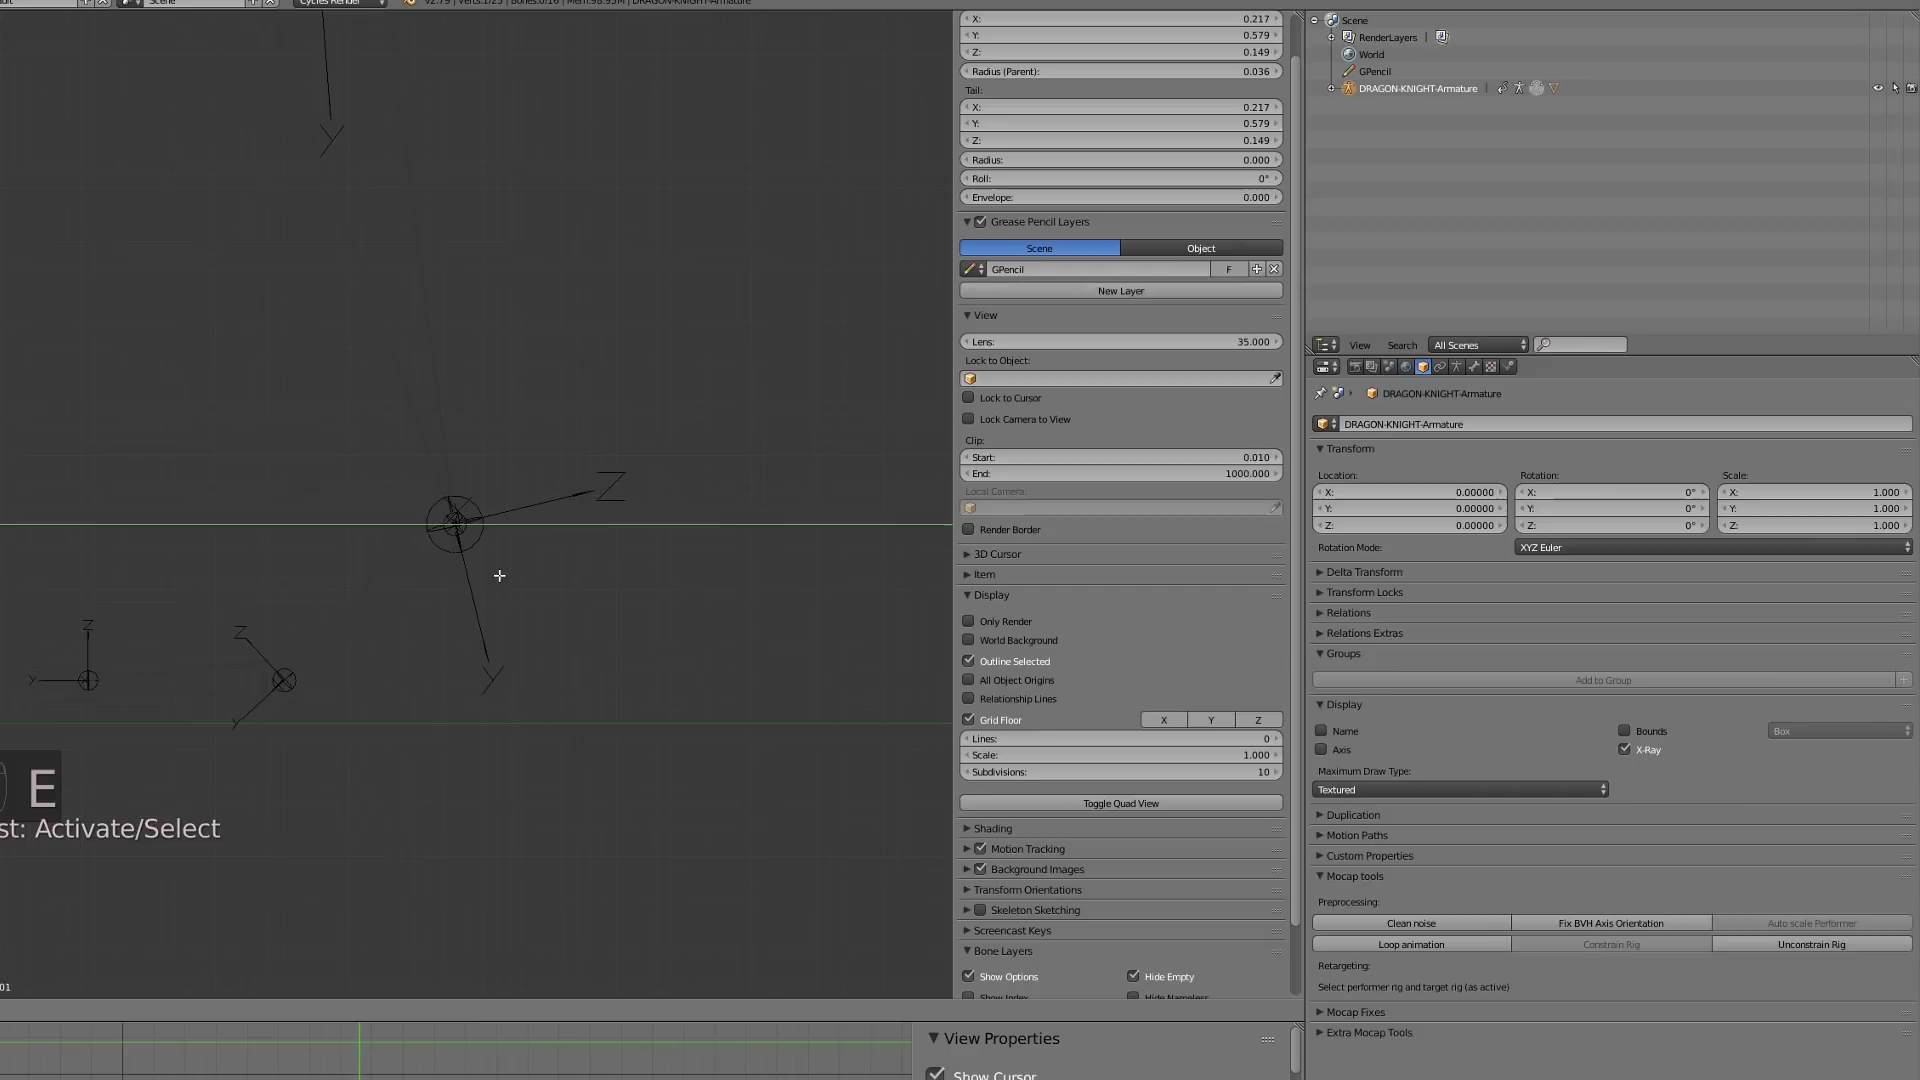 Scene
Cycles Render
v2.79 | Verts:1/25 | Bones:0/16 | Mem:98.95M | DRAGON-KNIGHT-Armature
X: 0.217
Y: 0.579
Z: 0.149
Radius (Parent): 0.036
Tail:
X: 0.217
Y: 0.579
Z: 0.149
Radius: 0.000
Roll: 0°
Envelope: 0.000
Grease Pencil Layers
Scene Object
GPencil F
New Layer
View
Lens: 35.000
Lock to Object:
Lock to Cursor
Lock Camera to View
Clip:
Start: 0.010
End: 1000.000
Local Camera:
Render Border
3D Cursor
Item
Display
Only Render
World Background
Outline Selected
All Object Origins
Relationship Lines
Grid Floor X Y Z
Lines: 0
Scale: 1.000
Subdivisions: 10
Toggle Quad View
Shading
Motion Tracking
Background Images
Transform Orientations
Skeleton Sketching
Screencast Keys
Bone Layers
Show Options Hide Empty
Show Index Hide Nameless
Y
Z
Y
Z
Y
Z
Y
E
st: Activate/Select
01
View Properties
Show Cursor
Scene
RenderLayers
World
GPencil
DRAGON-KNIGHT-Armature
View Search All Scenes
DRAGON-KNIGHT-Armature
DRAGON-KNIGHT-Armature
Transform
Location: Rotation: Scale:
X: 0.00000 X: 0° X: 1.000
Y: 0.00000 Y: 0° Y: 1.000
Z: 0.00000 Z: 0° Z: 1.000
Rotation Mode: XYZ Euler
Delta Transform
Transform Locks
Relations
Relations Extras
Groups
Add to Group
Display
Name Bounds Box
Axis X-Ray
Maximum Draw Type:
Textured
Duplication
Motion Paths
Custom Properties
Mocap tools
Preprocessing:
Clean noise Fix BVH Axis Orientation Auto scale Performer
Loop animation Constrain Rig Unconstrain Rig
Retargeting:
Select performer rig and target rig (as active)
Mocap Fixes
Extra Mocap Tools